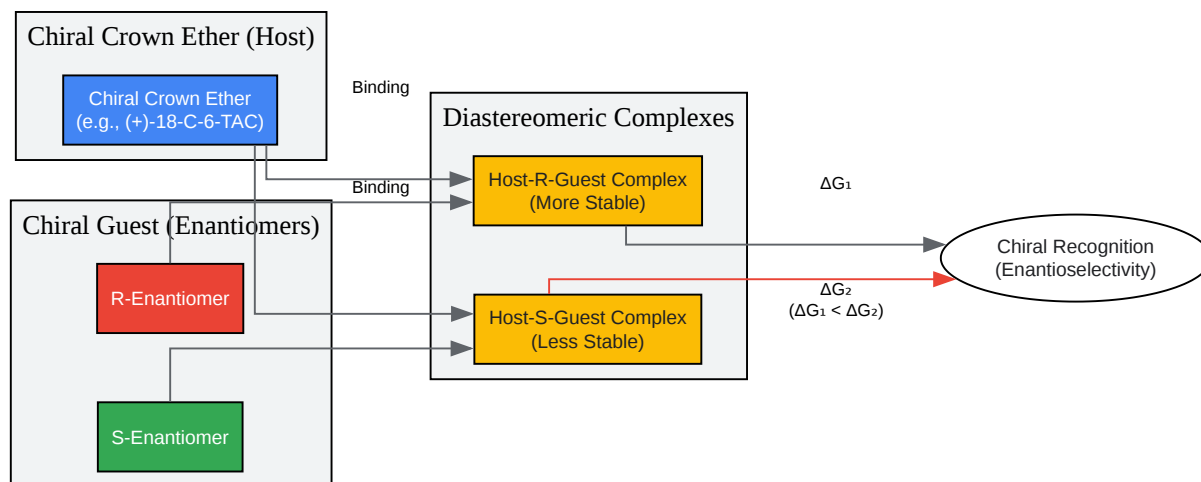 Chiral Crown Ether (Host)
Chiral Crown Ether
(e.g., (+)-18-C-6-TAC)
Binding
Binding
Chiral Guest (Enantiomers)
R-Enantiomer
S-Enantiomer
Diastereomeric Complexes
Host-R-Guest Complex
(More Stable)
Host-S-Guest Complex
(Less Stable)
ΔG₁
ΔG₂
(ΔG₁ < ΔG₂)
Chiral Recognition
(Enantioselectivity)